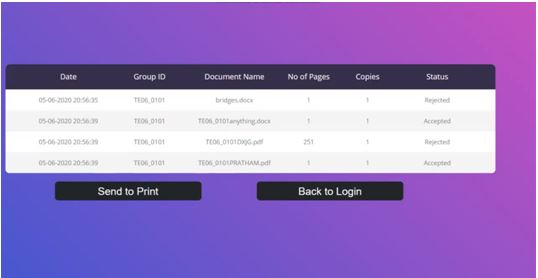 Date Group ID Document Name No of Pages Copies Status
05-06-2020 20:56:35 TE06_0101 bridges.docx 1 1 Rejected
05-06-2020 20:56:39 TE06_0101 TE06_0101anything.docx 1 1 Accepted
05-06-2020 20:56:39 TE06_0101 TE06_0101DXJG.pdf 251 1 Rejected
05-06-2020 20:56:39 TE06_0101 TE06_0101PRATHAM.pdf 1 1 Accepted
Send to Print Back to Login